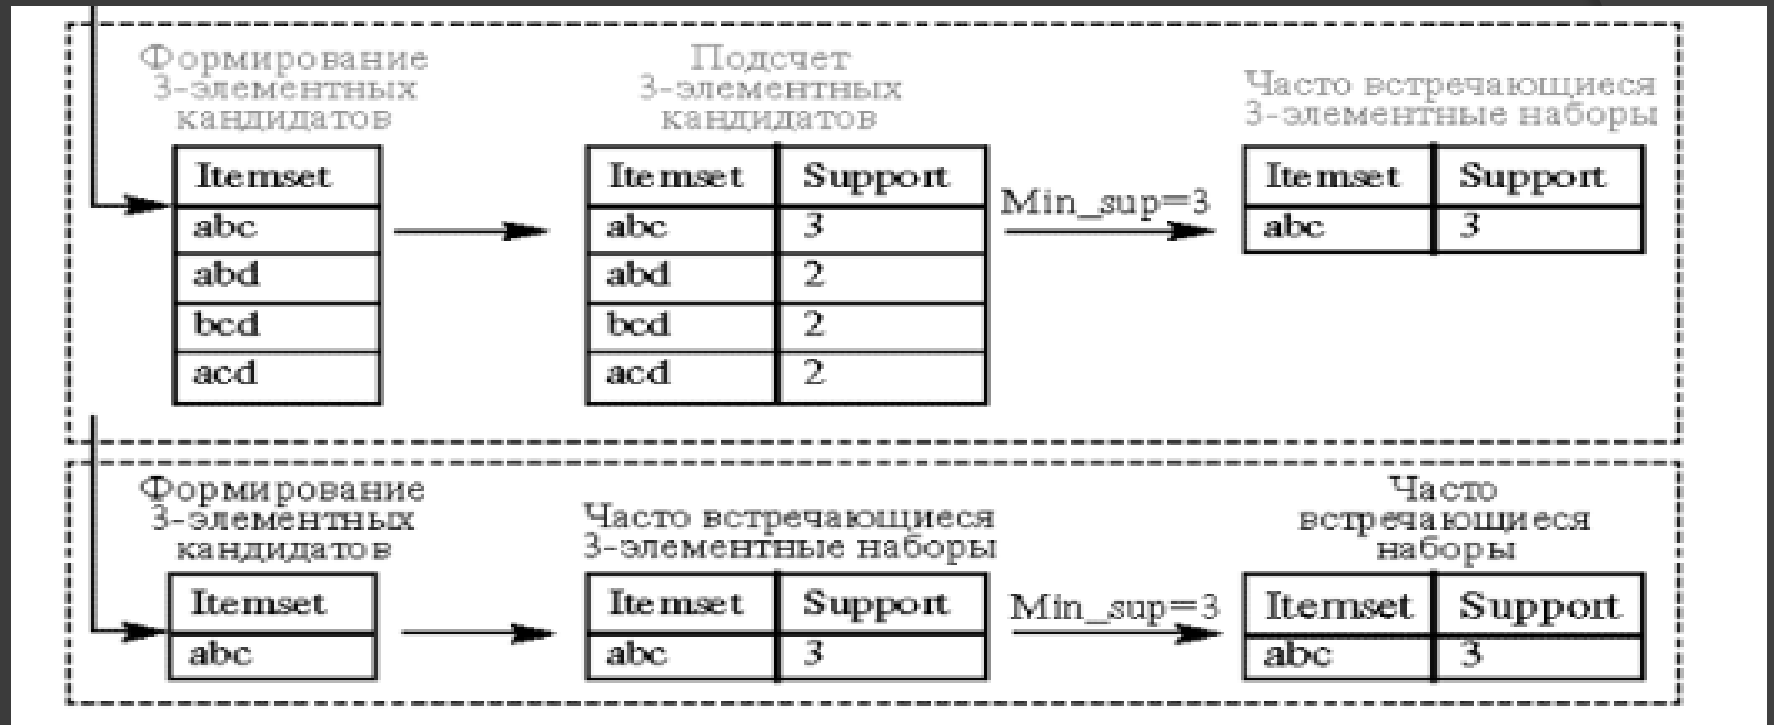 Формирование
3-элементных
кандидатов
Itemset
abc
abd
bcd
acd
Подсчет
3-элементных
кандидатов
Itemset Support
abc 3
abd 2
bcd 2
acd 2
Min_sup=3
Часто встречающиеся
3-элементные наборы
Itemset Support
abc 3
Формирование
3-элементных
кандидатов
Itemset
abc
Часто встречающиеся
3-элементные наборы
Itemset Support
abc 3
Min_sup=3
Часто
встречающиеся
наборы
Itemset Support
abc 3